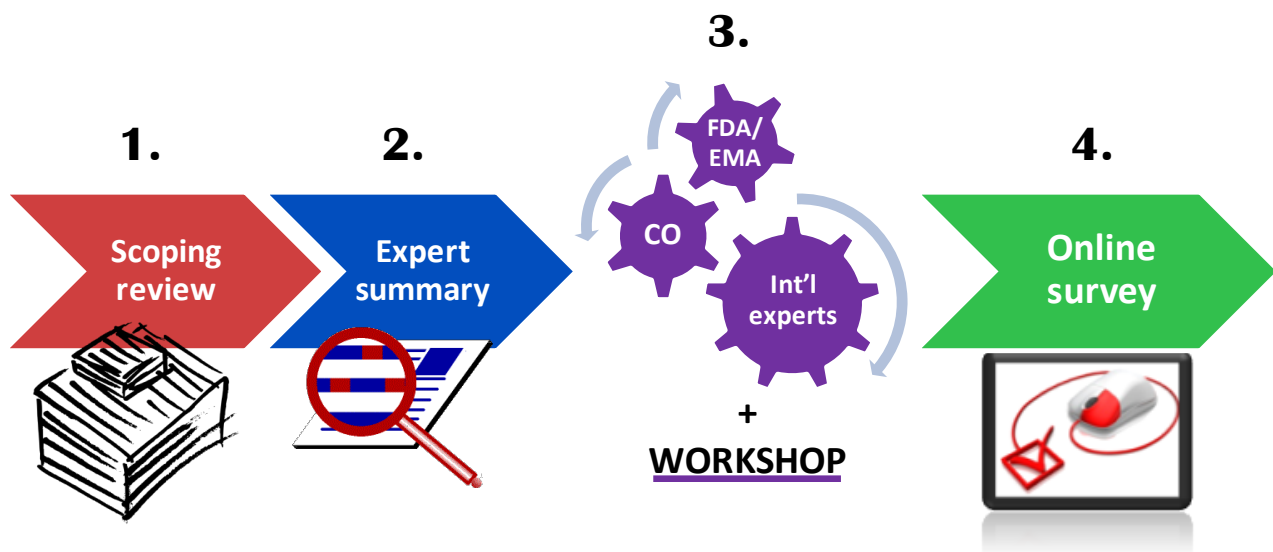 1.
Scoping
review
2.
Expert
summary
3.
FDA/
EMA
CO
Int'l
experts
+
WORKSHOP
4.
Online
survey